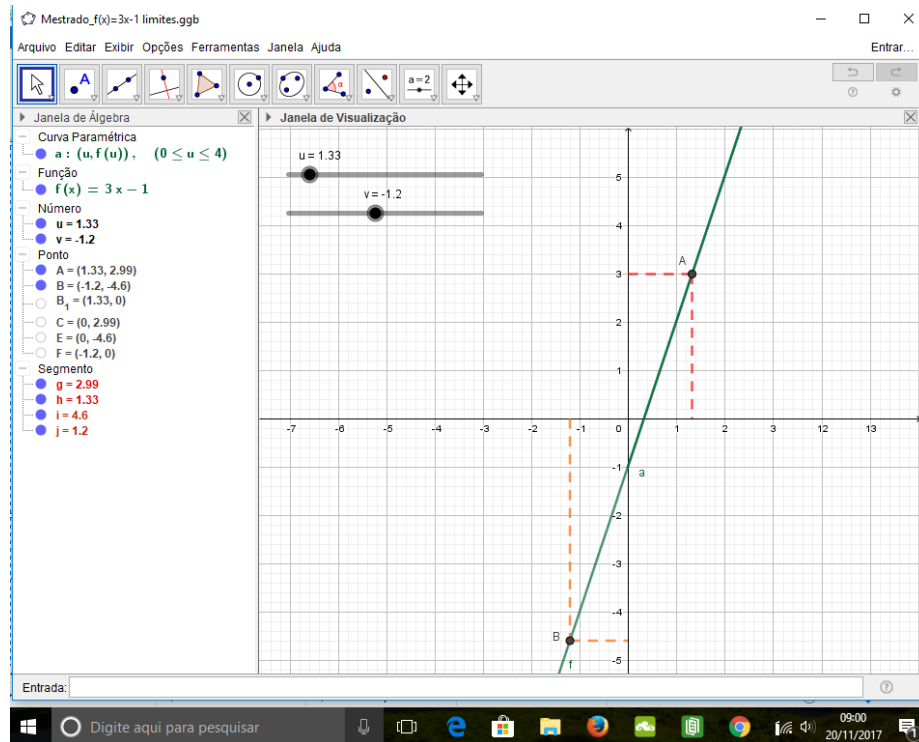 Mestrado_f(x)=3x-1 limites.ggb
Arquivo Editar Exibir Opções Ferramentas Janela Ajuda
Entrar...
A
α
a = 2
Janela de Álgebra
Janela de Visualização
Curva Paramétrica
a : (u, f (u)) , (0 ≤ u ≤ 4)
Função
f (x) = 3 x − 1
Número
u = 1.33
v = -1.2
Ponto
A = (1.33, 2.99)
B = (-1.2, -4.6)
B₁ = (1.33, 0)
C = (0, 2.99)
E = (0, -4.6)
F = (-1.2, 0)
Segmento
g = 2.99
h = 1.33
i = 4.6
j = 1.2
u = 1.33
v = -1.2
5
4
A
3
2
1
-7 -6 -5 -4 -3 -2 -1 0 1 2 3 12 13
-1
a
-2
-3
-4
B
f
-5
Entrada:
Digite aqui para pesquisar
09:00
20/11/2017